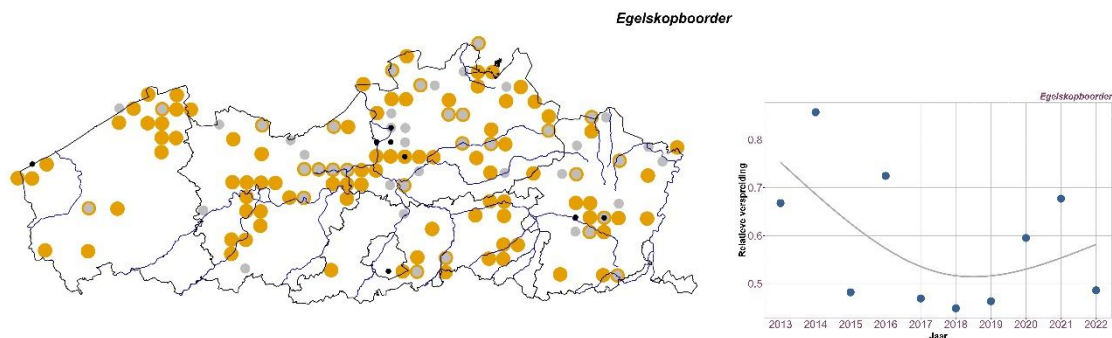 Egelskopboorder
Egelskopboorder
Relatieve verspreiding
0.8
0.7
0.6
0.5
2013 2014 2015 2016 2017 2018 2019 2020 2021 2022
Jaar